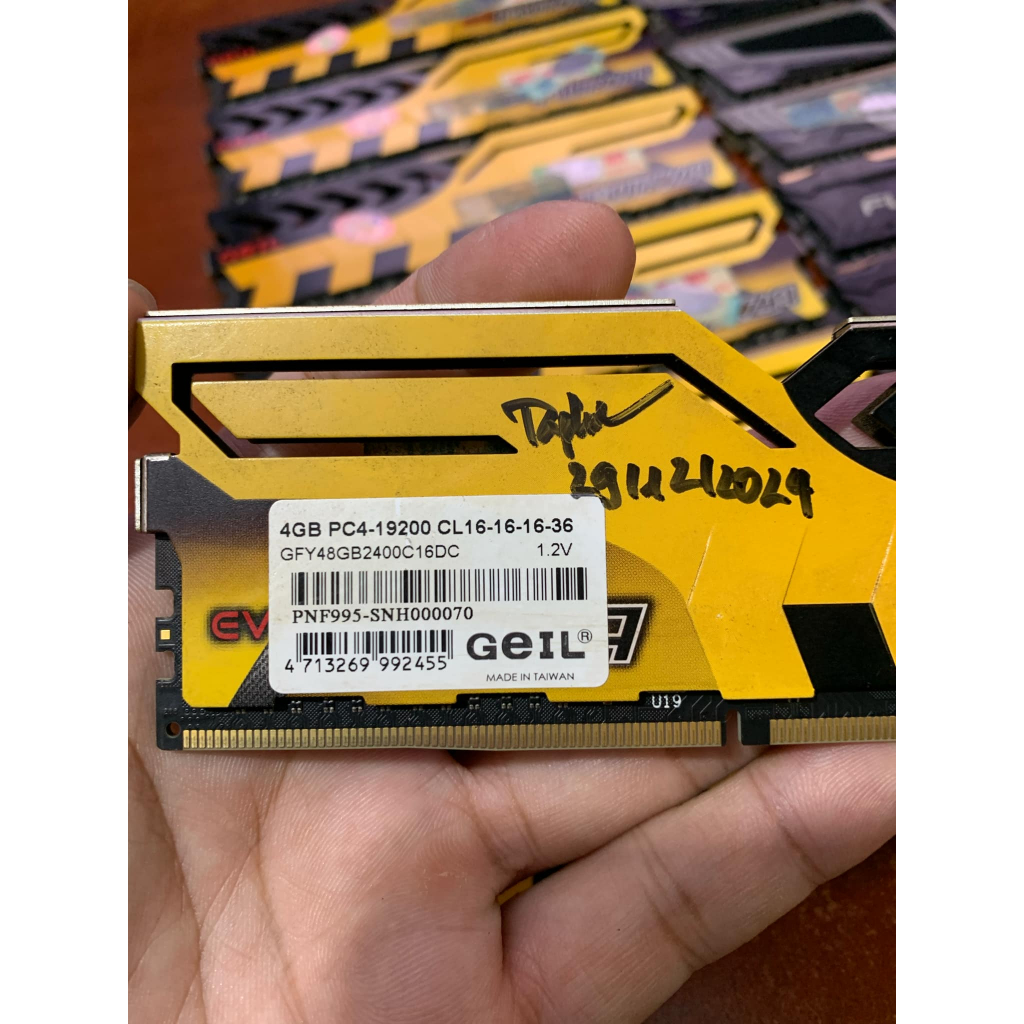 29/12/2024
4GB PC4-19200 CL16-16-16-36
GFY48GB2400C16DC 1.2V
PNF995-SNH000070
EV
4 713269 992455
GeIL®
MADE IN TAIWAN
U19